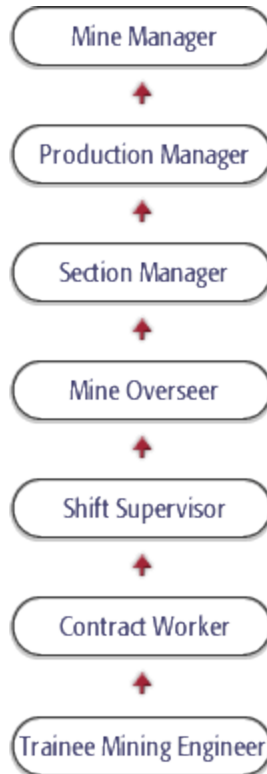 Mine Manager
Production Manager
Section Manager
Mine Overseer
Shift Supervisor
Contract Worker
Trainee Mining Engineer